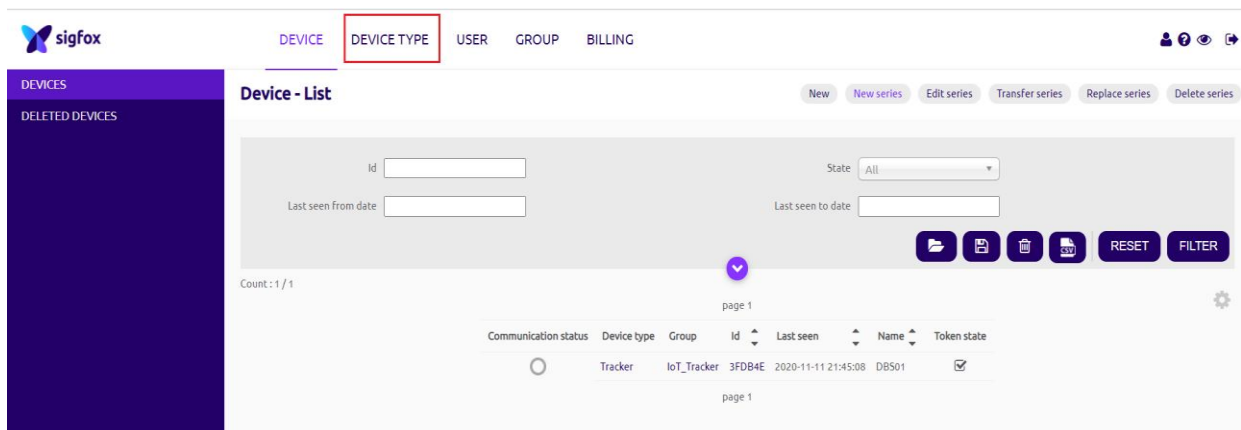 sigfox
DEVICE DEVICE TYPE USER GROUP BILLING
DEVICES
DELETED DEVICES
Device - List
New New series Edit series Transfer series Replace series Delete series
Id State All
Last seen from date Last seen to date
CSV RESET FILTER
Count : 1 / 1
page 1
Communication status Device type Group Id Last seen Name Token state
Tracker IoT_Tracker 3FDB4E 2020-11-11 21:45:08 DBS01
page 1